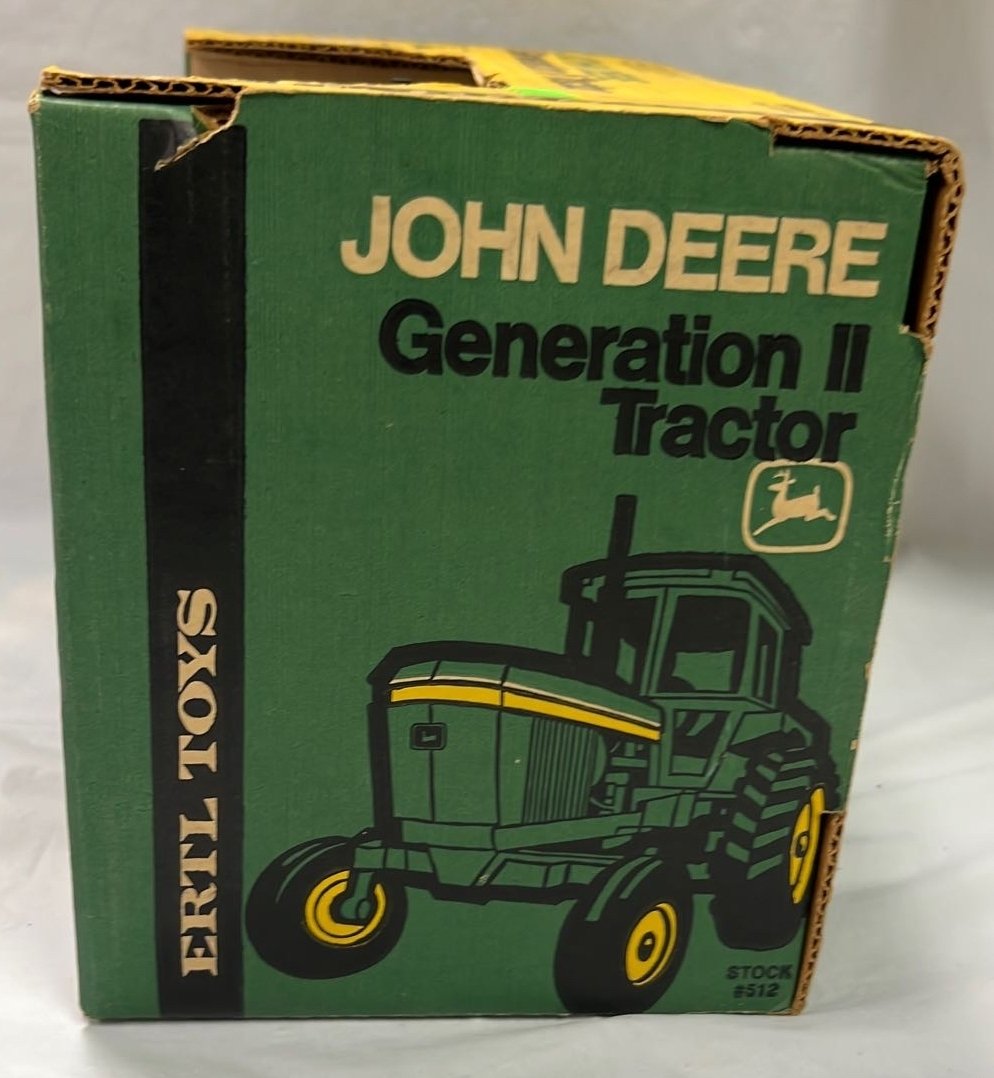 JOHN DEERE
Generation II
Tractor
ERTL TOYS
STOCK
#512